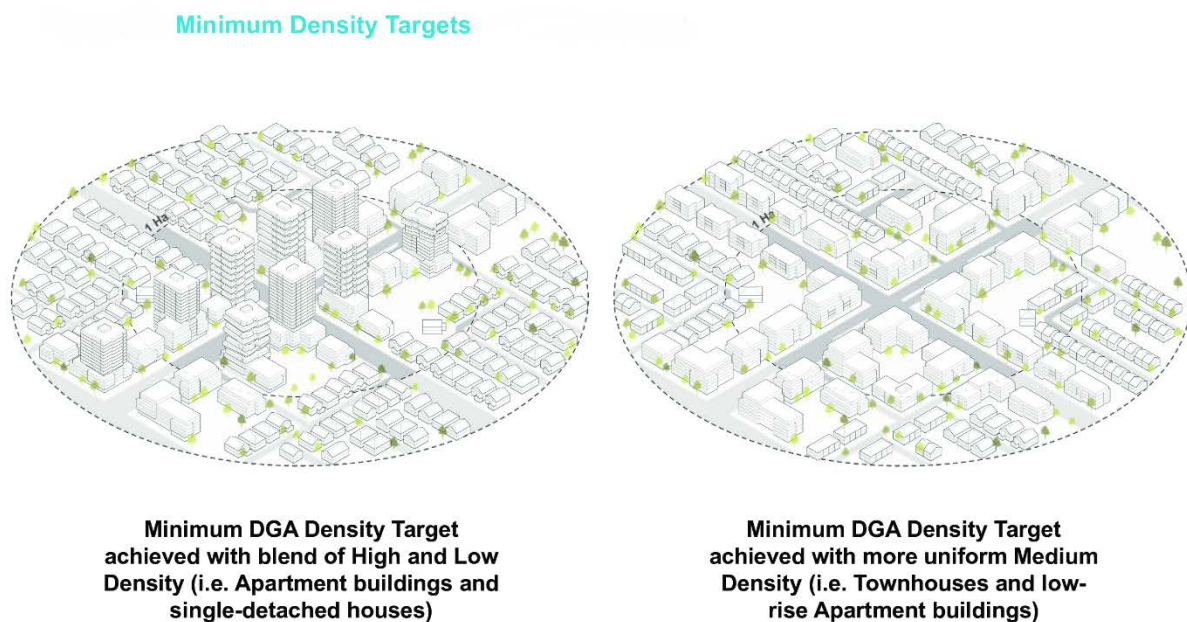 Minimum Density Targets
1 Ha
1 Ha
Minimum DGA Density Target
achieved with blend of High and Low
Density (i.e. Apartment buildings and
single-detached houses)
Minimum DGA Density Target
achieved with more uniform Medium
Density (i.e. Townhouses and low-
rise Apartment buildings)